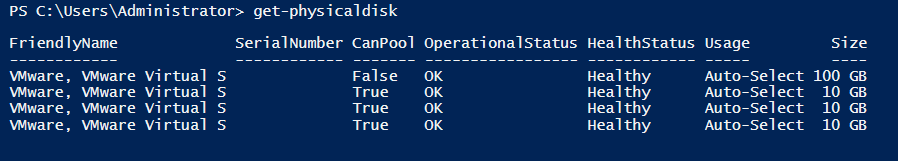 PS C:\Users\Administrator> get-physicaldisk
FriendlyName SerialNumber CanPool OperationalStatus HealthStatus Usage Size
------------ ------------ ------- ----------------- ------------ ----- ----
VMware, VMware Virtual S False OK Healthy Auto-Select 100 GB
VMware, VMware Virtual S True OK Healthy Auto-Select 10 GB
VMware, VMware Virtual S True OK Healthy Auto-Select 10 GB
VMware, VMware Virtual S True OK Healthy Auto-Select 10 GB